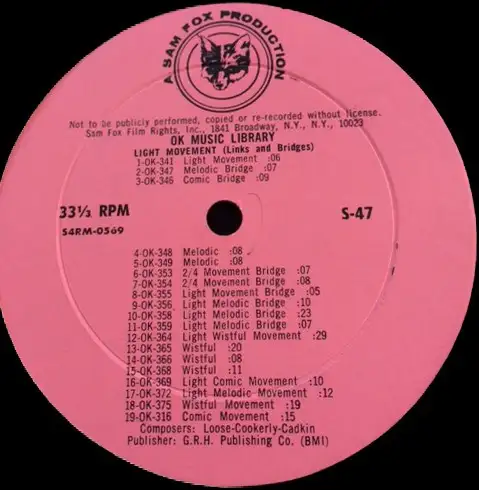 A SAM FOX PRODUCTION
Not to be publicly performed, copied or re-recorded without license.
Sam Fox Film Rights, Inc., 1841 Broadway, N.Y., N.Y., 10023
OK MUSIC LIBRARY
LIGHT MOVEMENT (Links and Bridges)
1-OK-341 Light Movement :06
2-OK-347 Melodic Bridge :07
3-OK-346 Comic Bridge :09
33⅓ RPM S-47
S4RM-0569
4-OK-348 Melodic :08
5-OK-349 Melodic :08
6-OK-353 2/4 Movement Bridge :07
7-OK-354 2/4 Movement Bridge :08
8-OK-355 Light Movement Bridge :05
9-OK-356 Light Melodic Bridge :10
10-OK-358 Light Melodic Bridge :23
11-OK-359 Light Melodic Bridge :07
12-OK-364 Light Wistful Movement :29
13-OK-365 Wistful :20
14-OK-366 Wistful :08
15-OK-368 Wistful :11
16-OK-369 Light Comic Movement :10
17-OK-372 Light Melodic Movement :12
18-OK-375 Wistful Movement :19
19-OK-316 Comic Movement :15
Composers: Loose-Cookerly-Cadkin
Publisher: G.R.H. Publishing Co. (BMI)